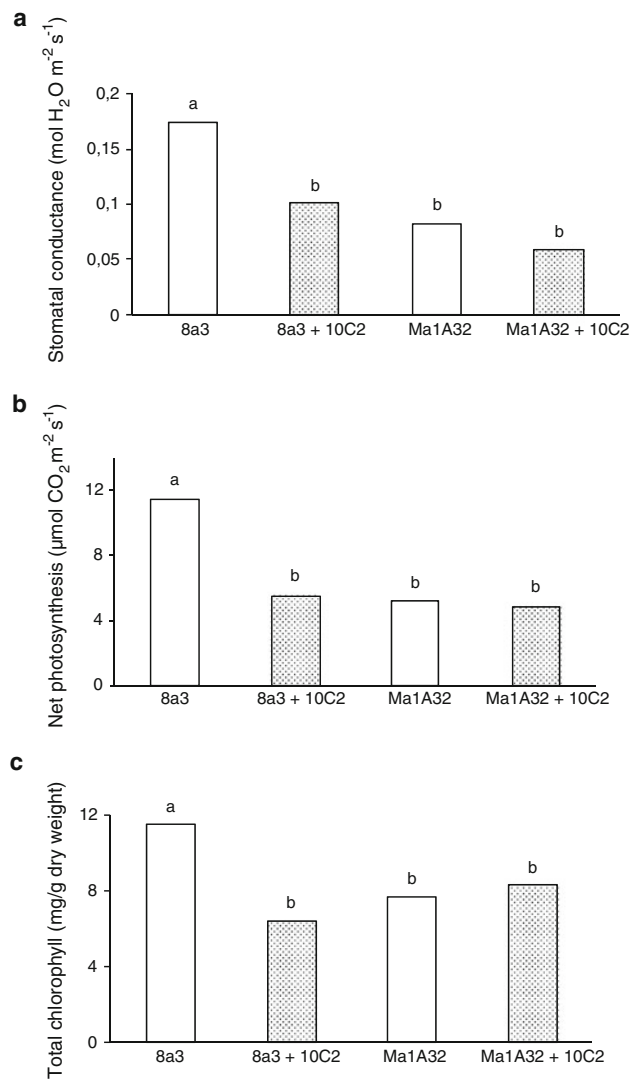 a
Stomatal conductance (mol H₂O m⁻² s⁻¹)
0,2
0,15
0,1
0,05
0
a
b
b
b
8a3
8a3 + 10C2
Ma1A32
Ma1A32 + 10C2
b
Net photosynthesis (µmol CO₂ m⁻² s⁻¹)
12
8
4
0
a
b
b
b
8a3
8a3 + 10C2
Ma1A32
Ma1A32 + 10C2
c
Total chlorophyll (mg/g dry weight)
12
8
4
0
a
b
b
b
8a3
8a3 + 10C2
Ma1A32
Ma1A32 + 10C2